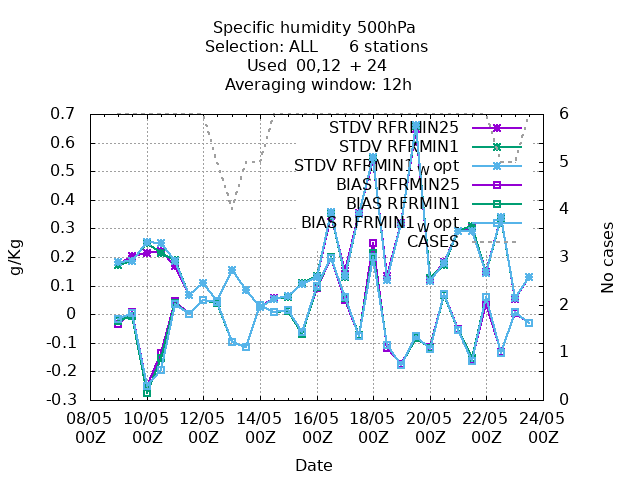 Specific humidity 500hPa
Selection: ALL 6 stations
Used 00,12 + 24
Averaging window: 12h
0.7
0.6
0.5
0.4
0.3
0.2
0.1
0
-0.1
-0.2
-0.3
g/Kg
STDV RFRMIN25
STDV RFRMIN1
STDV RFRMIN1_w opt
BIAS RFRMIN25
BIAS RFRMIN1
BIAS RFRMIN1_w opt
CASES
6
5
4
3
2
1
0
No cases
08/05 10/05 12/05 14/05 16/05 18/05 20/05 22/05 24/05
00Z 00Z 00Z 00Z 00Z 00Z 00Z 00Z 00Z
Date